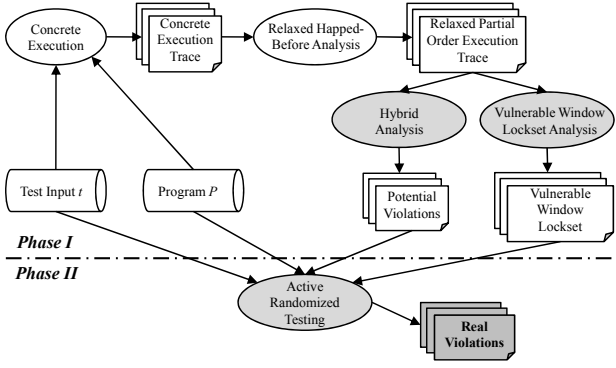 Concrete
Execution
Concrete
Execution
Trace
Relaxed Happed-
Before Analysis
Relaxed Partial
Order Execution
Trace
Hybrid
Analysis
Vulnerable Window
Lockset Analysis
Test Input t
Program P
Potential
Violations
Vulnerable
Window
Lockset
Phase I
Phase II
Active
Randomized
Testing
Real
Violations